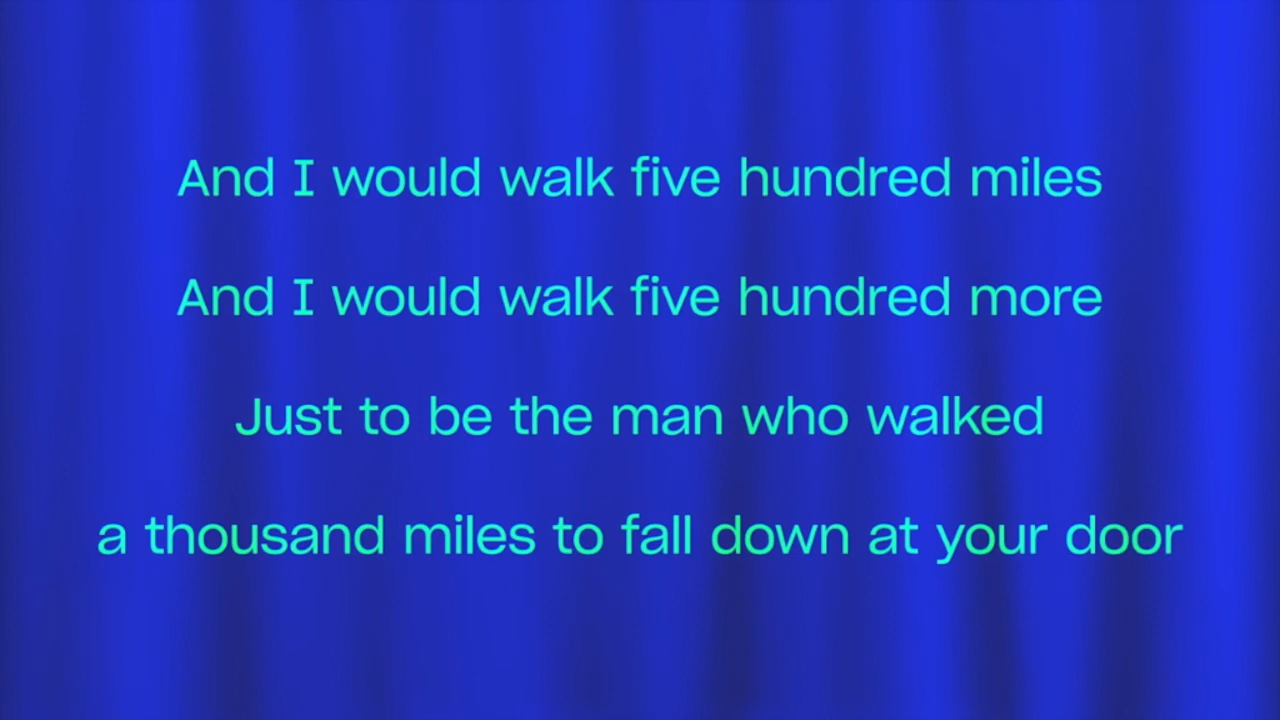 And I would walk five hundred miles
And I would walk five hundred more
Just to be the man who walked
a thousand miles to fall down at your door